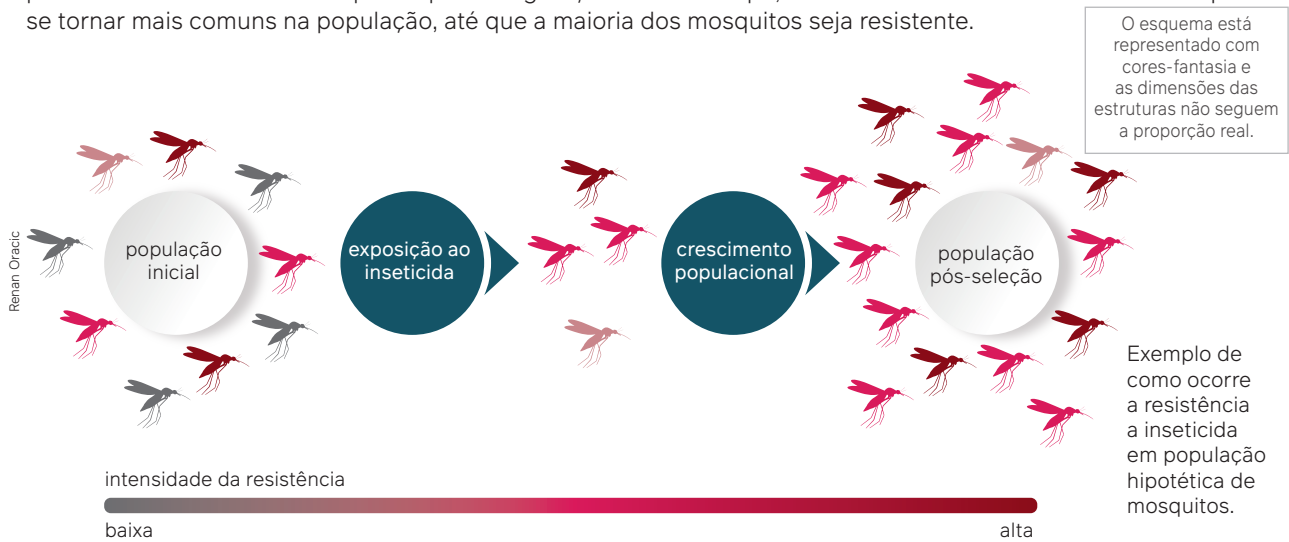 se tornar mais comuns na população, até que a maioria dos mosquitos seja resistente.
O esquema está
representado com
cores-fantasia e
as dimensões das
estruturas não seguem
a proporção real.
Renan Oracic
população
inicial
exposição ao
inseticida
crescimento
populacional
população
pós-seleção
Exemplo de
como ocorre
a resistência
a inseticida
em população
hipotética de
mosquitos.
intensidade da resistência
baixa
alta